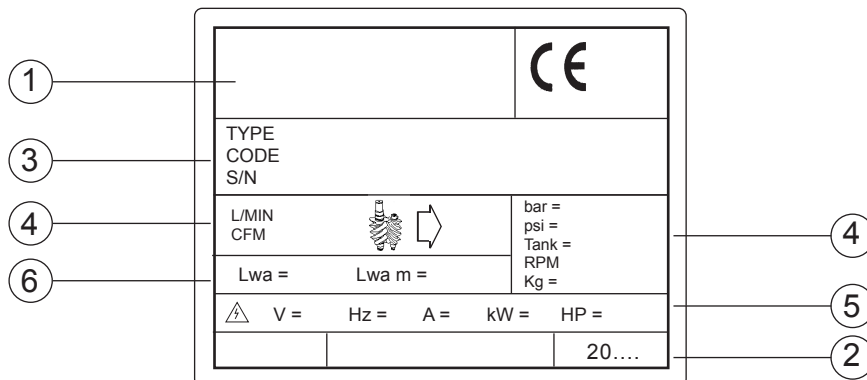 1
CE
3
TYPE
CODE
S/N
4
L/MIN
CFM
bar =
psi =
Tank =
RPM
Kg =
4
6
Lwa = Lwa m =
V = Hz = A = kW = HP =
5
20....
2